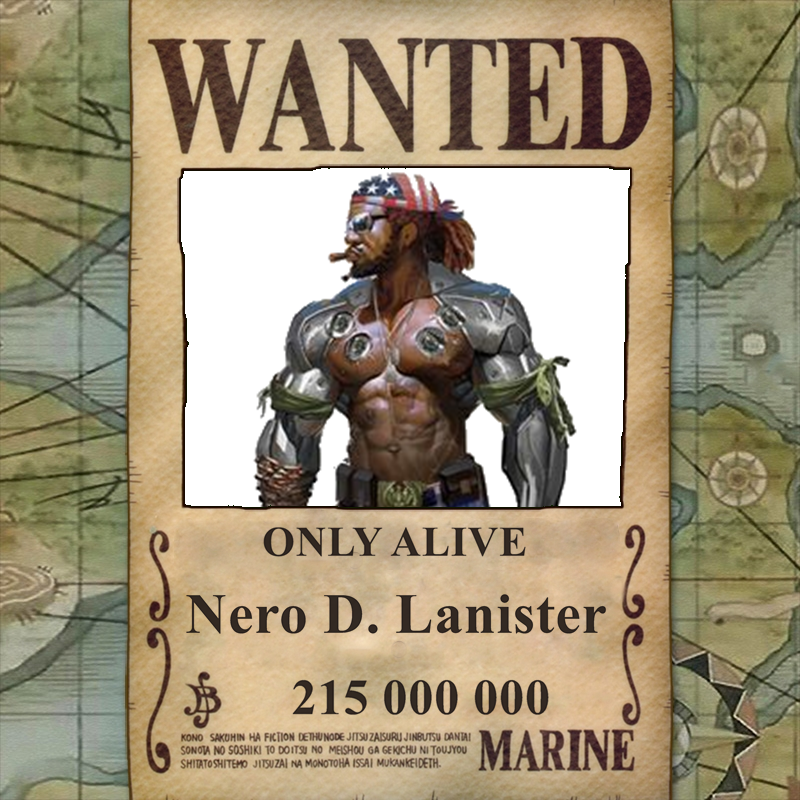 WANTED
ONLY ALIVE
Nero D. Lanister
215 000 000
KONO SAKUHIN HA FICTION DETHUNODE JITSUZAISURU JINBUTSU DANTAI
SONOTA NO SOSHIKI TO DOITSU NO MEISHOU GA GEKICHU NI TOUJYOU
SHITATOSHITEMO JITSUZAI NA MONOTOHA ISSAI MUKANKEIDETH.
MARINE